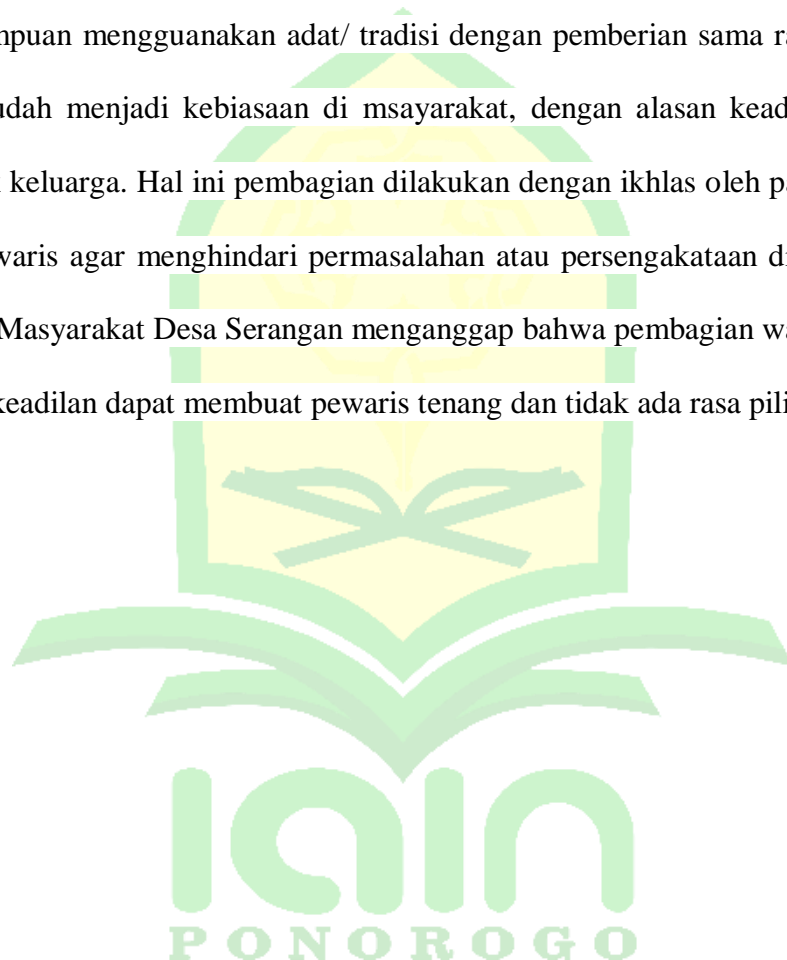 mpuan mengguanakan adat/ tradisi dengan pemberian sama ra
udah menjadi kebiasaan di msayarakat, dengan alasan kead
keluarga. Hal ini pembagian dilakukan dengan ikhlas oleh pa
waris agar menghindari permasalahan atau persengakataan di
Masyarakat Desa Serangan menganggap bahwa pembagian wa
keadilan dapat membuat pewaris tenang dan tidak ada rasa pili
iain
PONOROGO